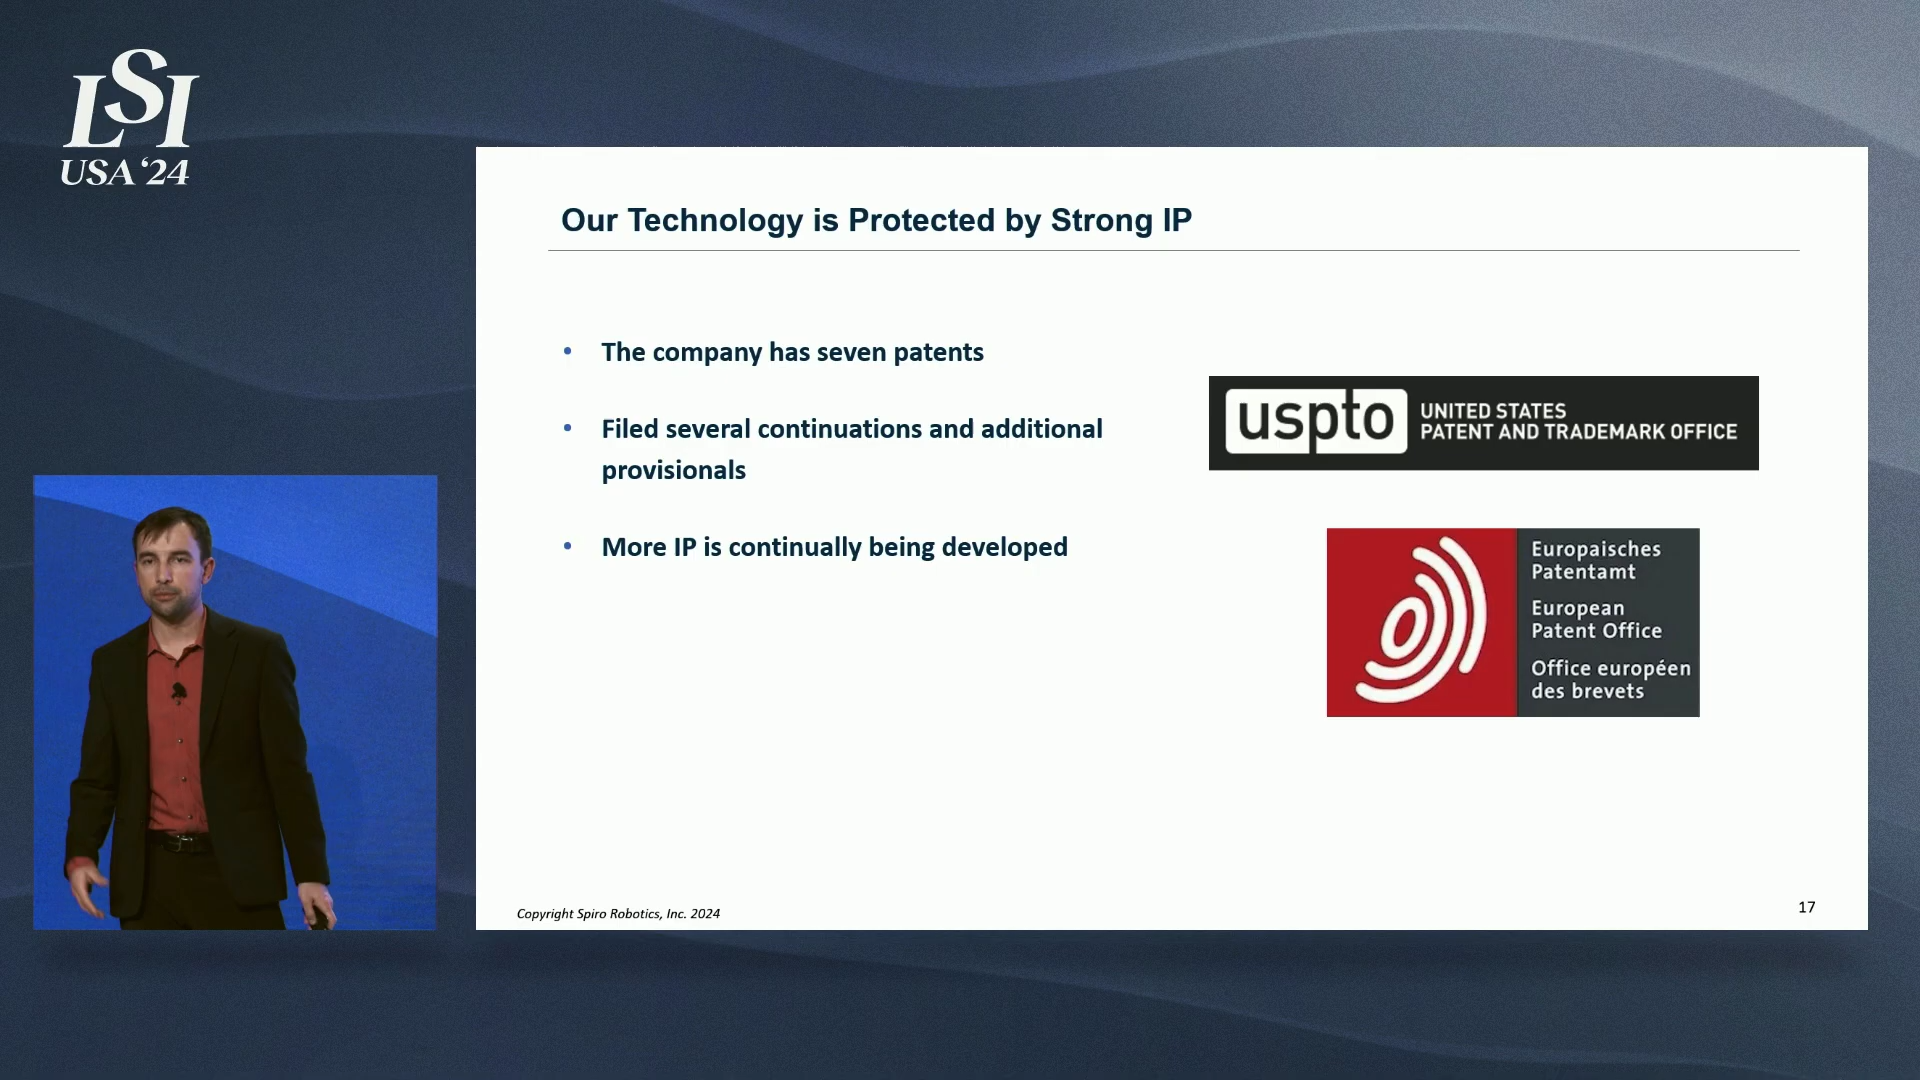 LSI
USA '24
Our Technology is Protected by Strong IP
• The company has seven patents
• Filed several continuations and additional
provisionals
• More IP is continually being developed
uspto
UNITED STATES
PATENT AND TRADEMARK OFFICE
Europaisches
Patentamt
European
Patent Office
Office européen
des brevets
Copyright Spiro Robotics, Inc. 2024
17